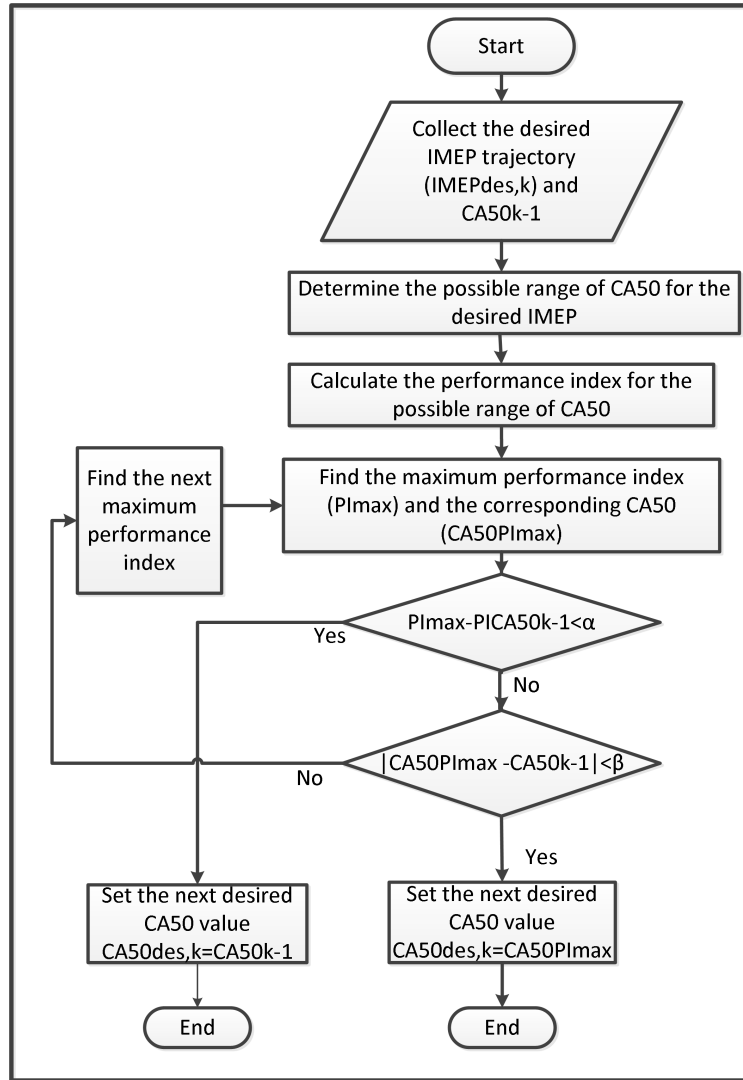 Start
Collect the desired
IMEP trajectory
(IMEPdes,k) and
CA50k-1
Determine the possible range of CA50 for the
desired IMEP
Calculate the performance index for the
possible range of CA50
Find the next
maximum
performance
index
Find the maximum performance index
(PImax) and the corresponding CA50
(CA50PImax)
PImax-PICA50k-1<α
Yes
No
|CA50PImax -CA50k-1|<β
No
Yes
Set the next desired
CA50 value
CA50des,k=CA50k-1
Set the next desired
CA50 value
CA50des,k=CA50PImax
End
End